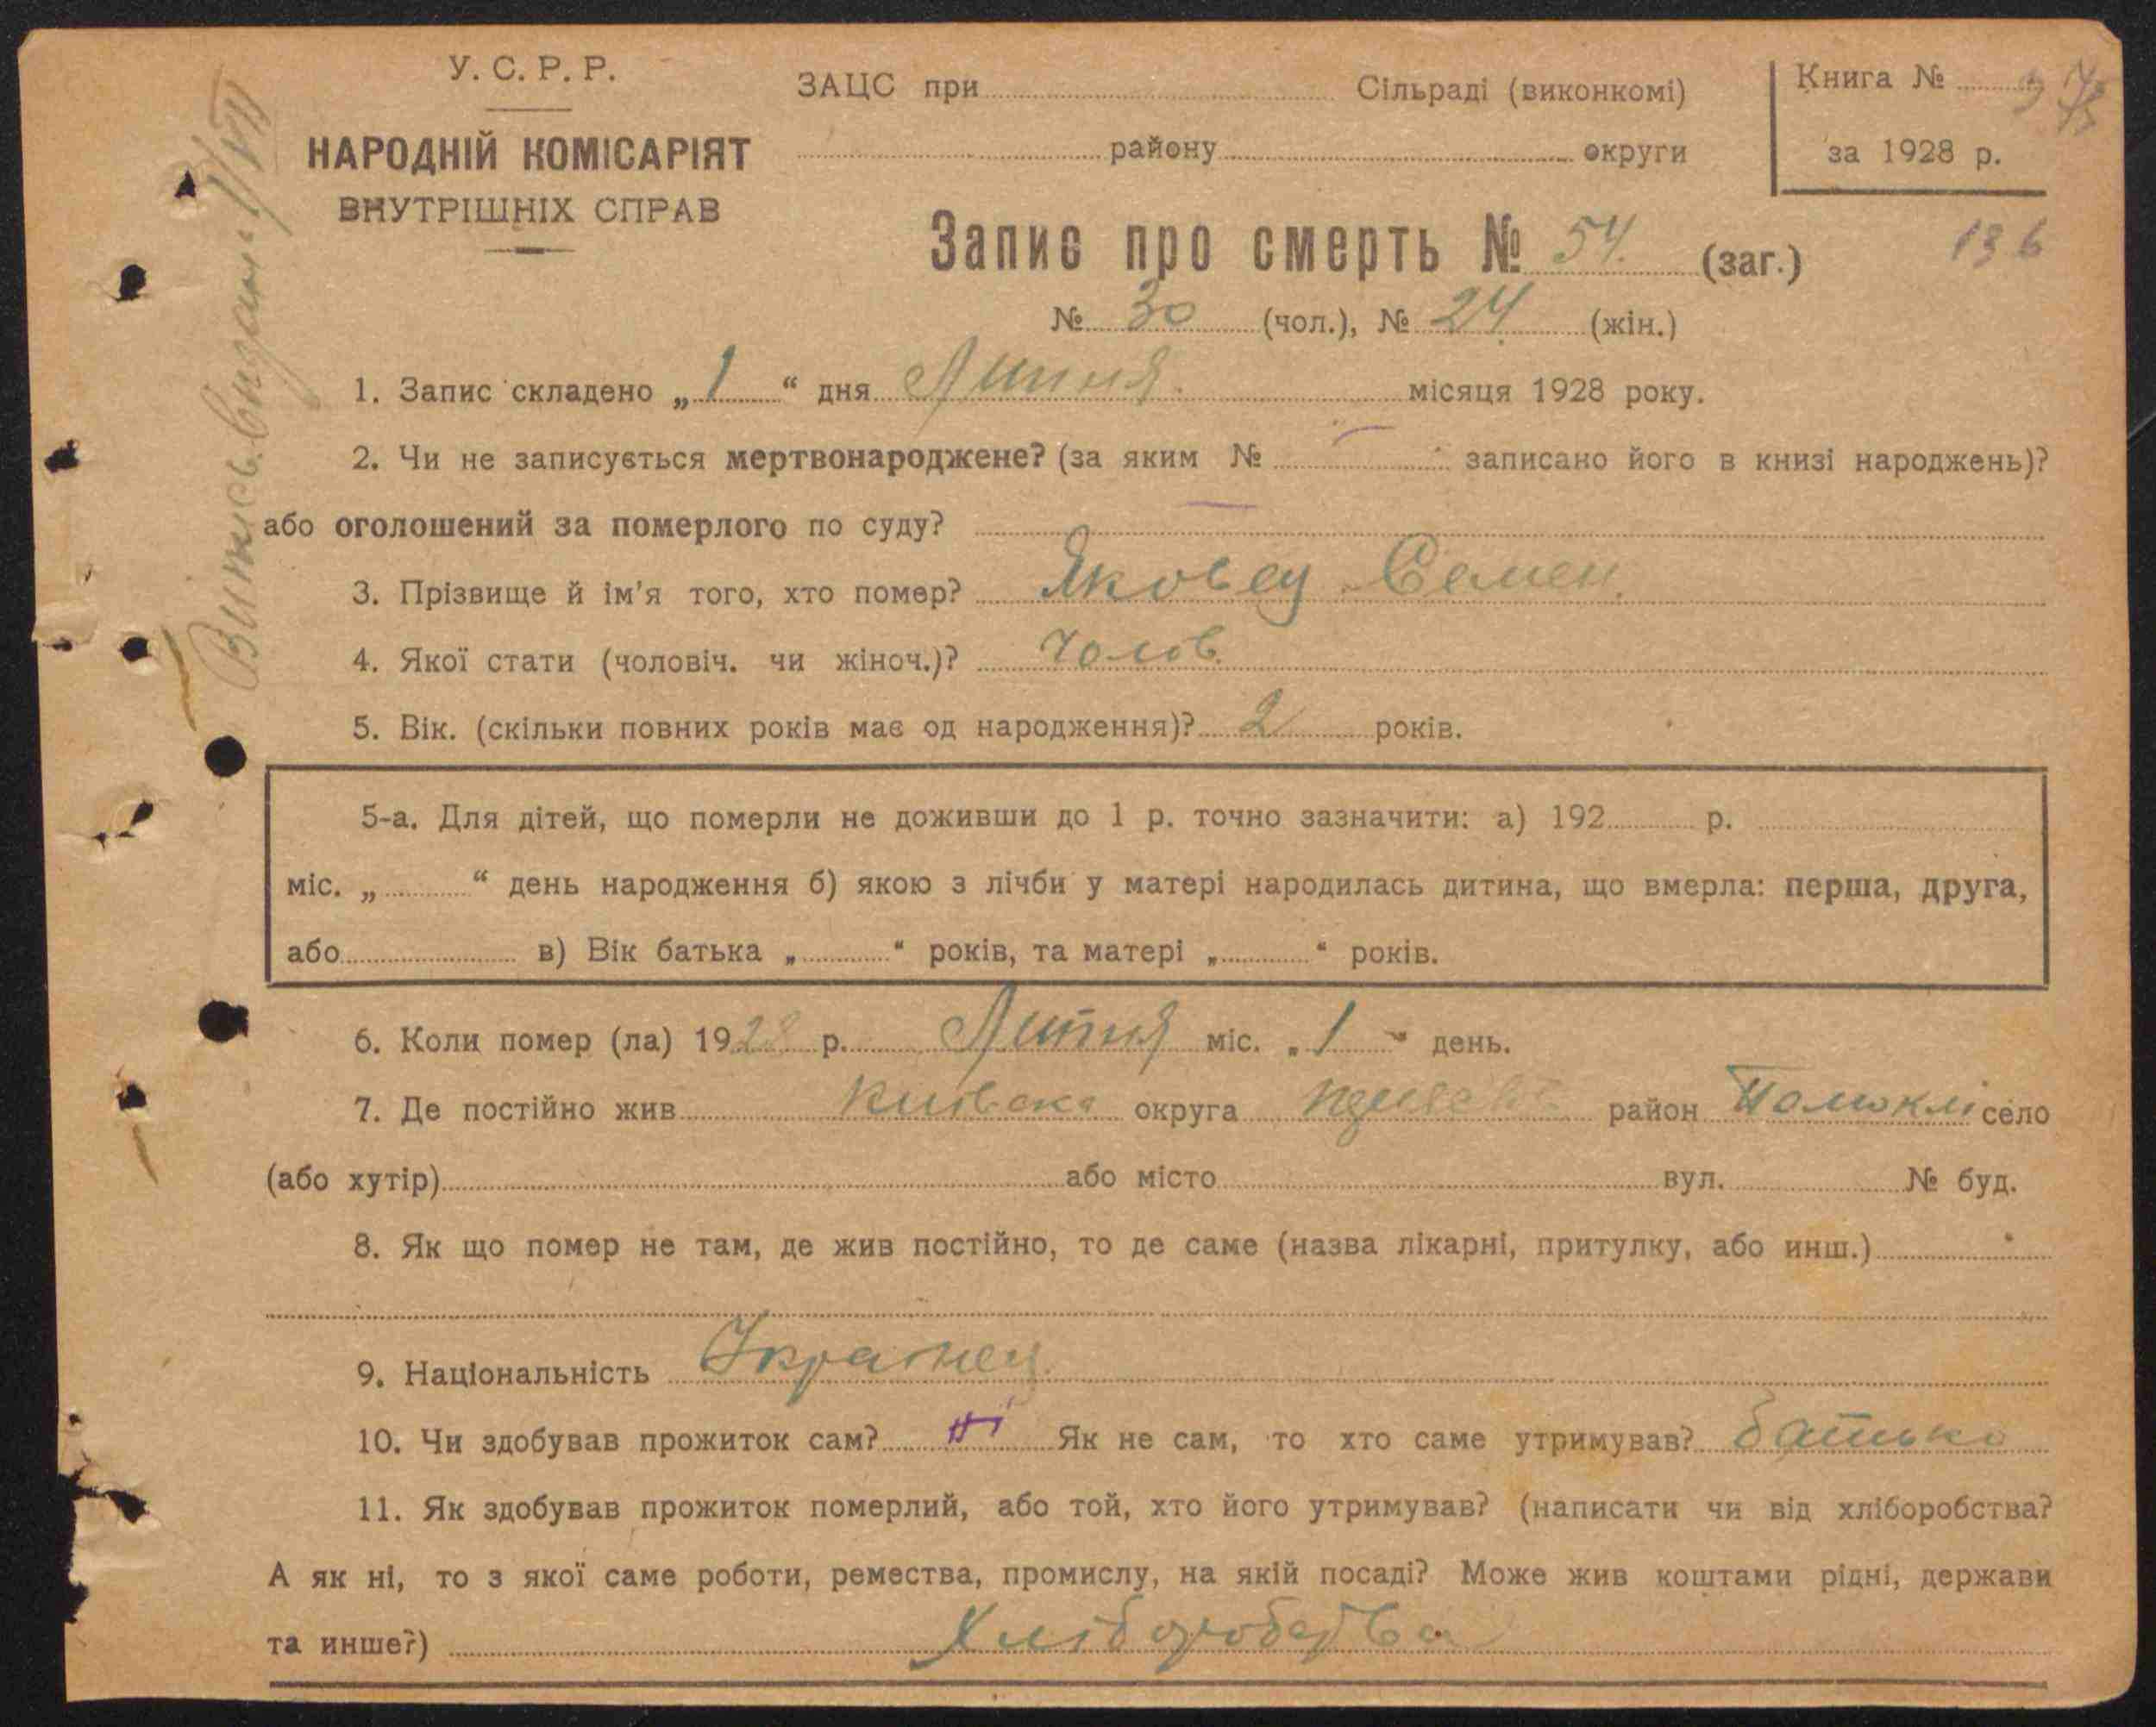 У. С. Р. Р.
НАРОДНІЙ КОМІСАРІЯТ
ВНУТРІШНІХ СПРАВ
ЗАЦС при Сільраді (виконкомі)
району округи
Книга №
за 1928 р.
136
Запис про смерть № 54. (заг.)
№ 30 (чол.), № 24 (жін.)
1. Запис складено „ 1 “ дня Липня. місяця 1928 року.
2. Чи не записується мертвонароджене? (за яким № — записано його в книзі народжень)?
або оголошений за померлого по суду? —
3. Прізвище й ім'я того, хто помер? Яковец Семен.
4. Якої стати (чоловіч. чи жіноч.)? Чолов.
5. Вік. (скільки повних років має од народження)? 2 років.
5-а. Для дітей, що померли не доживши до 1 р. точно зазначити: а) 192 р.
міс. „ “ день народження б) якою з лічби у матері народилась дитина, що вмерла: перша, друга,
або в) Вік батька „ “ років, та матері „ “ років.
6. Коли помер (ла) 1928 р. Липня міс. „ 1 “ день.
7. Де постійно жив Київска округа район Помоклі село
(або хутір) або місто вул. № буд.
8. Як що помер не там, де жив постійно, то де саме (назва лікарні, притулку, або инш.)
9. Національність Українец.
10. Чи здобував прожиток сам? ні Як не сам, то хто саме утримував? батько
11. Як здобував прожиток померлий, або той, хто його утримував? (написати чи від хліборобства?
А як ні, то з якої саме роботи, ремества, промислу, на якій посаді? Може жив коштами рідні, держави
та инше?) Хліборобства
Витяг. видан 1/VII